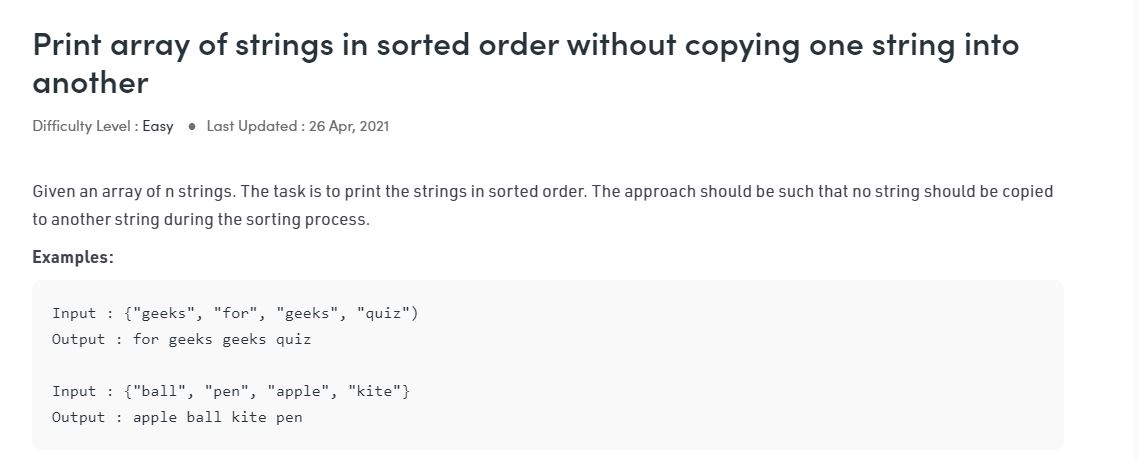 Print array of strings in sorted order without copying one string into
another
Difficulty Level : Easy ● Last Updated : 26 Apr, 2021
Given an array of n strings. The task is to print the strings in sorted order. The approach should be such that no string should be copied
to another string during the sorting process.
Examples:
Input : {"geeks", "for", "geeks", "quiz")
Output : for geeks geeks quiz
Input : {"ball", "pen", "apple", "kite"}
Output : apple ball kite pen